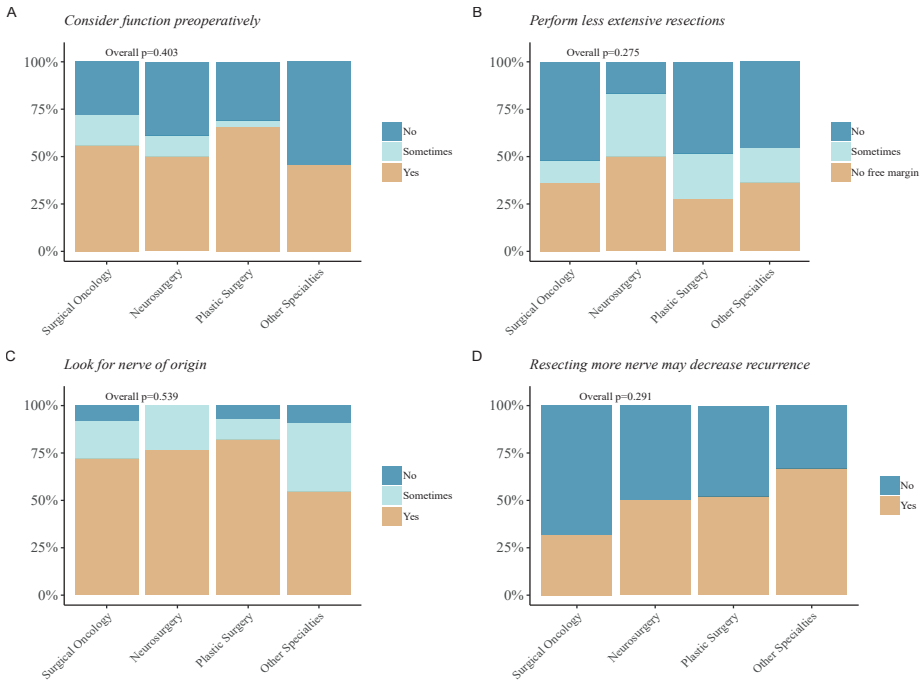 A
Consider function preoperatively
Overall p=0.403
100%
75%
50%
25%
0%
Surgical Oncology
Neurosurgery
Plastic Surgery
Other Specialties
No
Sometimes
Yes
B
Perform less extensive resections
Overall p=0.275
100%
75%
50%
25%
0%
Surgical Oncology
Neurosurgery
Plastic Surgery
Other Specialties
No
Sometimes
No free margin
C
Look for nerve of origin
Overall p=0.539
100%
75%
50%
25%
0%
Surgical Oncology
Neurosurgery
Plastic Surgery
Other Specialties
No
Sometimes
Yes
D
Resecting more nerve may decrease recurrence
Overall p=0.291
100%
75%
50%
25%
0%
Surgical Oncology
Neurosurgery
Plastic Surgery
Other Specialties
No
Yes